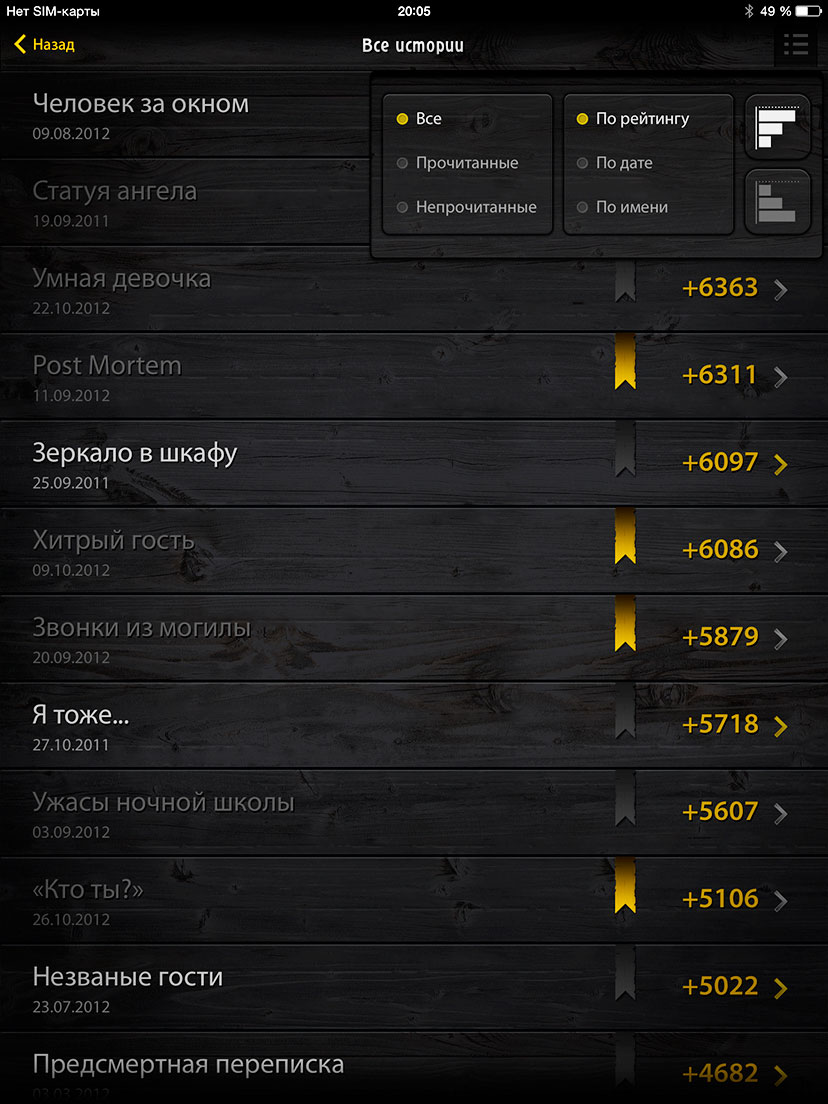 Нет SIM-карты 20:05 49 %
Назад Все истории
Человек за окном
09.08.2012
Все
Прочитанные
Непрочитанные
По рейтингу
По дате
По имени
Статуя ангела
19.09.2011
Умная девочка
22.10.2012
+6363
Post Mortem
11.09.2012
+6311
Зеркало в шкафу
25.09.2011
+6097
Хитрый гость
09.10.2012
+6086
Звонки из могилы
20.09.2012
+5879
Я тоже...
27.10.2011
+5718
Ужасы ночной школы
03.09.2012
+5607
«Кто ты?»
26.10.2012
+5106
Незваные гости
23.07.2012
+5022
Предсмертная переписка
03.03.2012
+4682